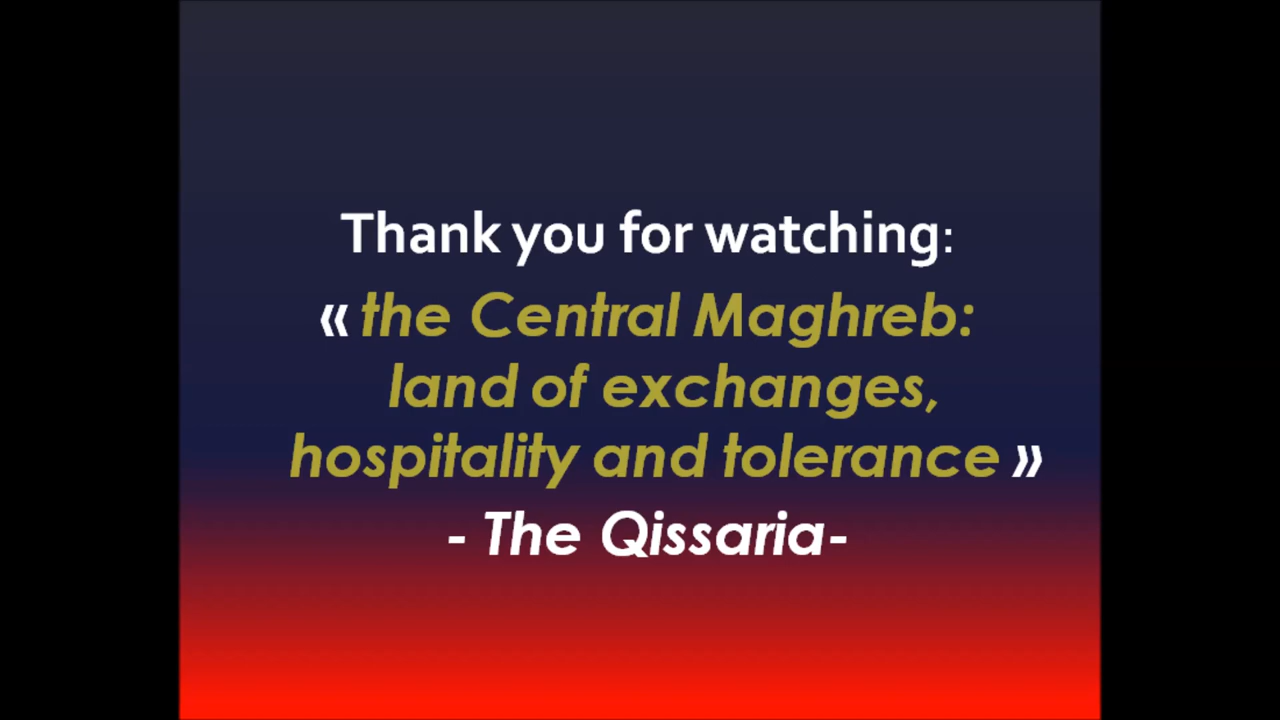 Thank you for watching:
« the Central Maghreb:
land of exchanges,
hospitality and tolerance »
- The Qissaria-